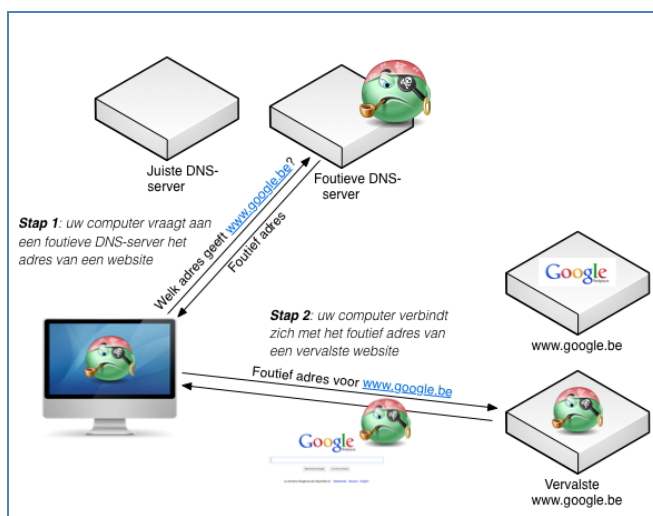 Juiste DNS-
server
Foutieve DNS-
server
Stap 1: uw computer vraagt aan
een foutieve DNS-server het
adres van een website
Welk adres geeft www.google.be?
Foutief adres
Google
www.google.be
Stap 2: uw computer verbindt
zich met het foutief adres van
een vervalste website
Foutief adres voor www.google.be
Google
Vervalste
www.google.be